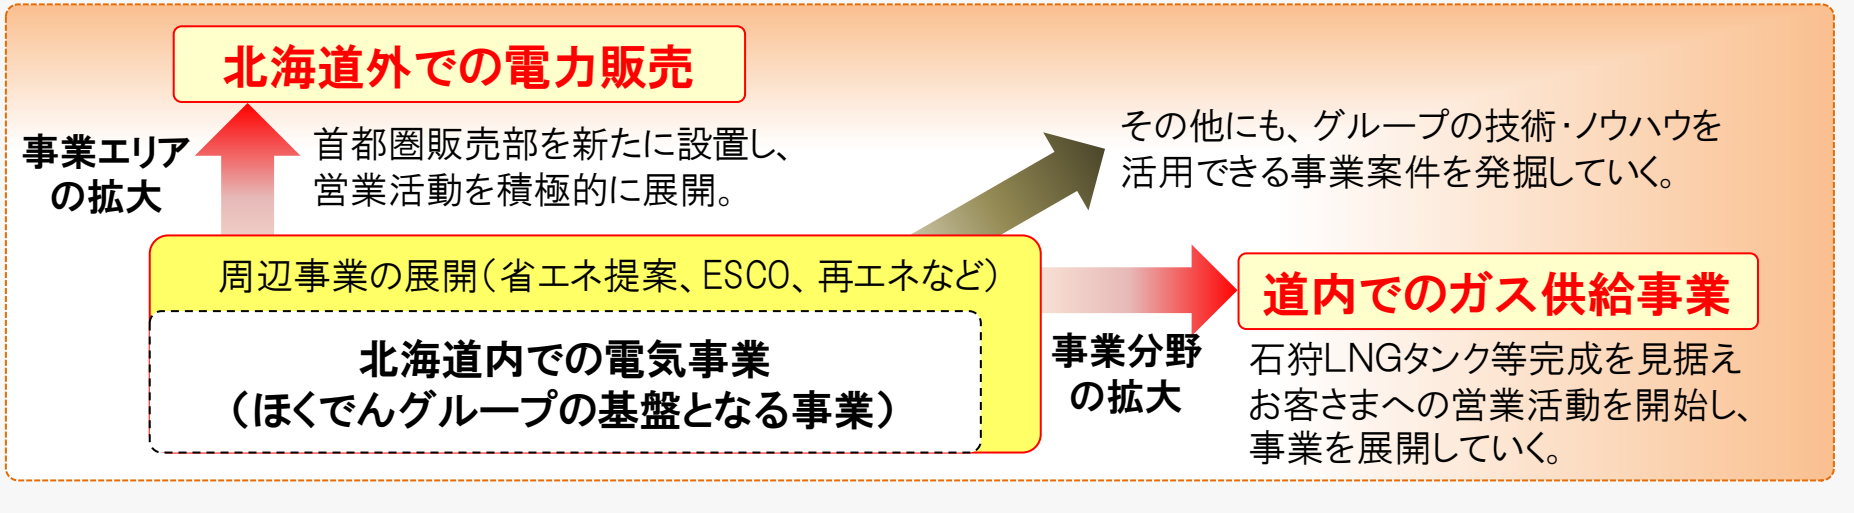 北海道外での電力販売
事業エリア
の拡大
首都圏販売部を新たに設置し、
営業活動を積極的に展開。
その他にも、グループの技術・ノウハウを
活用できる事業案件を発掘していく。
周辺事業の展開（省エネ提案、ESCO、再エネなど）
北海道内での電気事業
（ほくでんグループの基盤となる事業）
事業分野
の拡大
道内でのガス供給事業
石狩LNGタンク等完成を見据え
お客さまへの営業活動を開始し、
事業を展開していく。